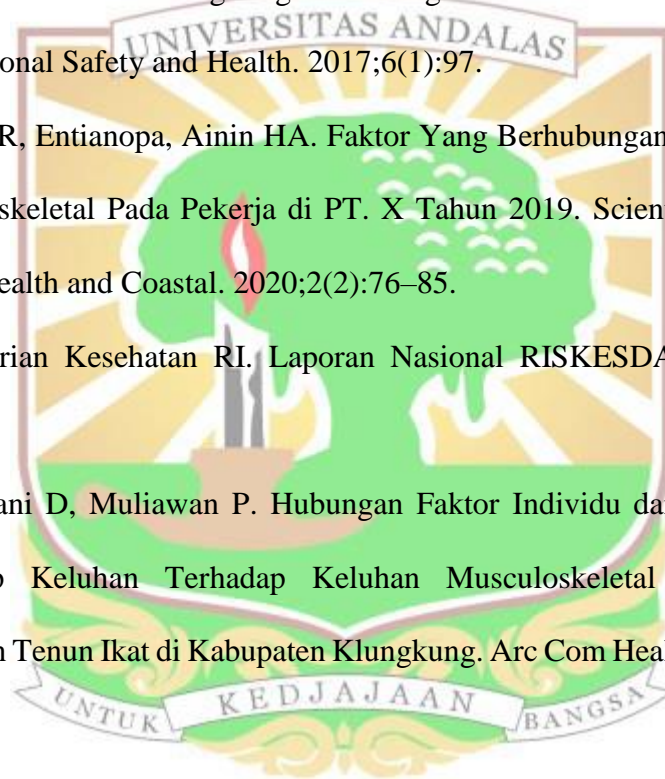 UNIVERSITAS ANDALAS
onal Safety and Health. 2017;6(1):97.
R, Entianopa, Ainin HA. Faktor Yang Berhubungan
skeletal Pada Pekerja di PT. X Tahun 2019. Scien
ealth and Coastal. 2020;2(2):76–85.
rian Kesehatan RI. Laporan Nasional RISKESDA
ani D, Muliawan P. Hubungan Faktor Individu da
Keluhan Terhadap Keluhan Musculoskeletal
Tenun Ikat di Kabupaten Klungkung. Arc Com Heal
UNTUK KEDJAJAAN BANGSA